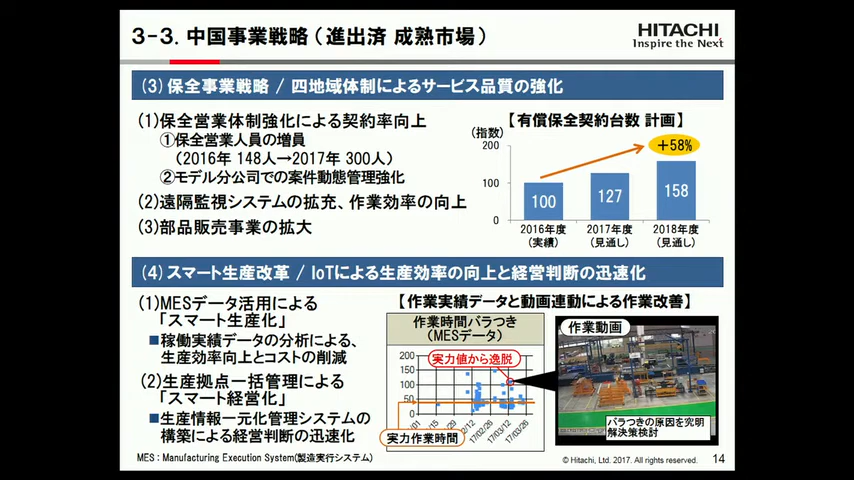 3-3. 中国事業戦略（進出済 成熟市場）
HITACHI
Inspire the Next
(3) 保全事業戦略 / 四地域体制によるサービス品質の強化
(1)保全営業体制強化による契約率向上
①保全営業人員の増員
(2016年 148人→2017年 300人)
②モデル分公司での案件動態管理強化
(2)遠隔監視システムの拡充、作業効率の向上
(3)部品販売事業の拡大
【有償保全契約台数 計画】
(指数)
200
100
0
+58%
100
127
158
2016年度
(実績)
2017年度
(見通し)
2018年度
(見通し)
(4) スマート生産改革 / IoTによる生産効率の向上と経営判断の迅速化
(1)MESデータ活用による
「スマート生産化」
■稼働実績データの分析による、
生産効率向上とコストの削減
(2)生産拠点一括管理による
「スマート経営化」
■生産情報一元化管理システムの
構築による経営判断の迅速化
【作業実績データと動画連動による作業改善】
作業時間バラつき
(MESデータ)
200
150
100
50
0
実力値から逸脱
17/02/26
17/03/12
17/03/26
実力作業時間
作業動画
バラつきの原因を究明
解決策検討
MES : Manufacturing Execution System(製造実行システム)
© Hitachi, Ltd. 2017. All rights reserved.
14